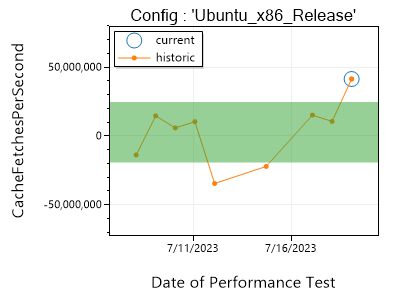 Config : 'Ubuntu_x86_Release'
current
historic
CacheFetchesPerSecond
50,000,000
0
-50,000,000
7/11/2023
7/16/2023
Date of Performance Test